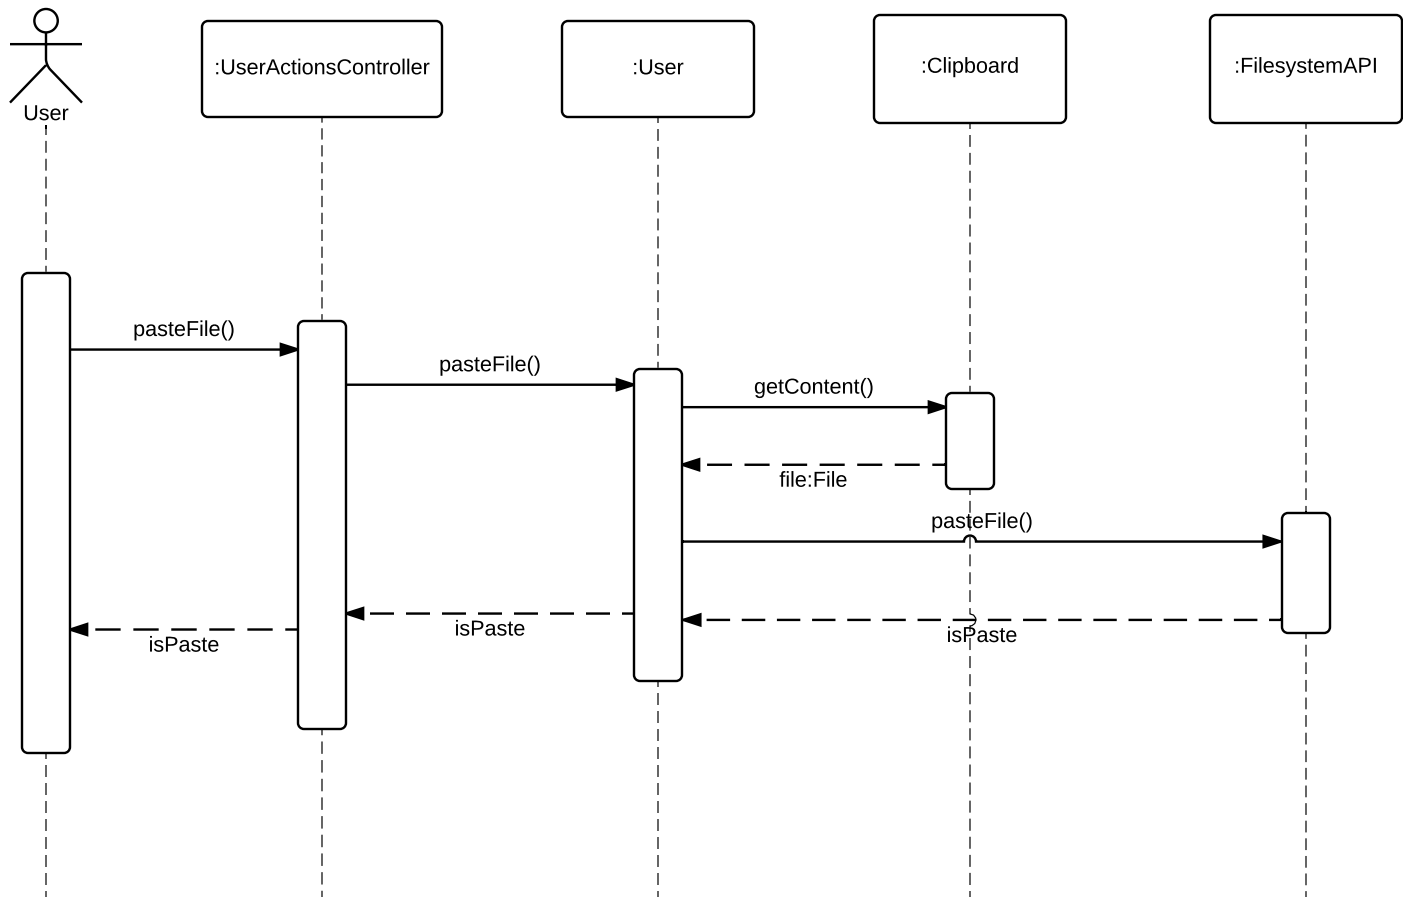 User
:UserActionsController
:User
:Clipboard
:FilesystemAPI
pasteFile()
pasteFile()
getContent()
file:File
pasteFile()
isPaste
isPaste
isPaste